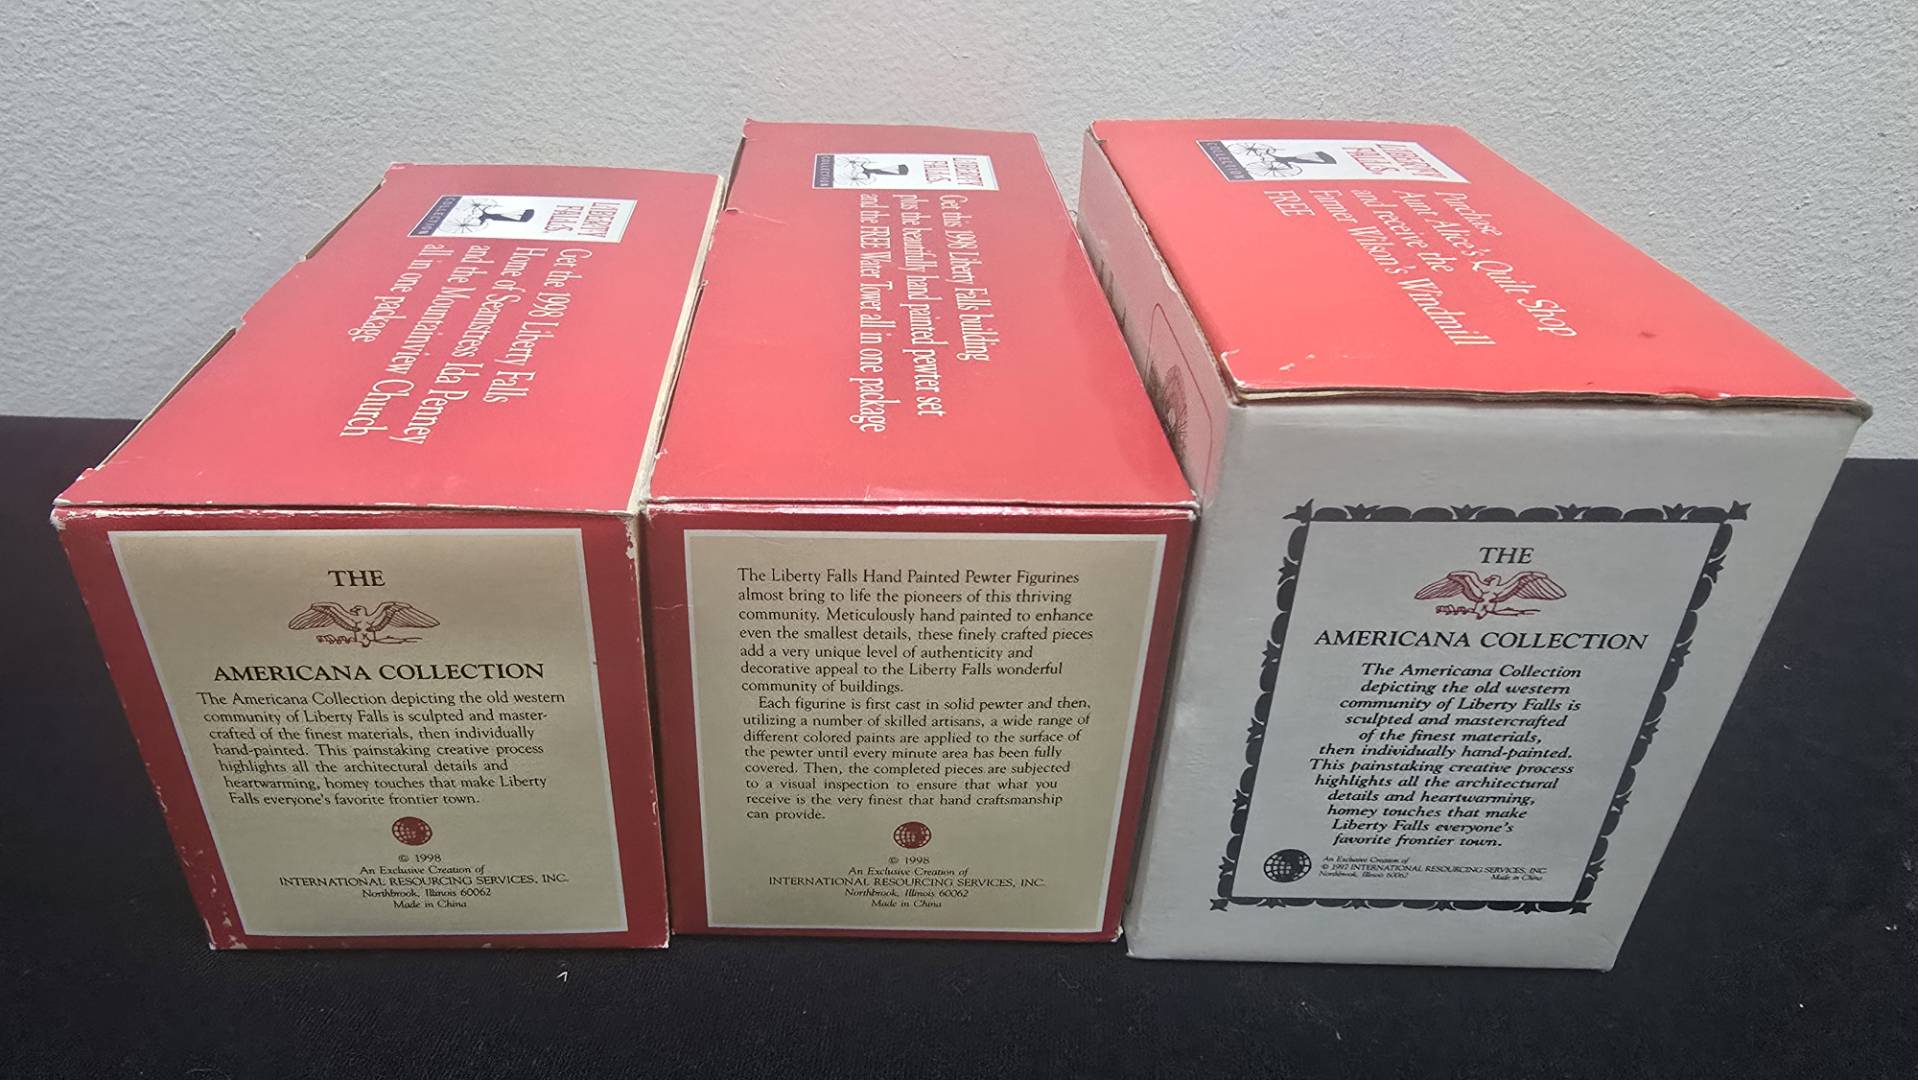 LIBERTY
FALLS
COLLECTION
Get the 1998 Liberty Falls
Home of Seamstress Ida Penney
and the Mountainview Church
all in one package
THE
AMERICANA COLLECTION
The Americana Collection depicting the old western
community of Liberty Falls is sculpted and master-
crafted of the finest materials, then individually
hand-painted. This painstaking creative process
highlights all the architectural details and
heartwarming, homey touches that make Liberty
Falls everyone's favorite frontier town.
© 1998
An Exclusive Creation of
INTERNATIONAL RESOURCING SERVICES, INC.
Northbrook, Illinois 60062
Made in China
LIBERTY
FALLS
COLLECTION
Get this 1998 Liberty Falls building
plus the beautifully hand painted pewter set
and the FREE Water Tower all in one package
The Liberty Falls Hand Painted Pewter Figurines
almost bring to life the pioneers of this thriving
community. Meticulously hand painted to enhance
even the smallest details, these finely crafted pieces
add a very unique level of authenticity and
decorative appeal to the Liberty Falls wonderful
community of buildings.
Each figurine is first cast in solid pewter and then,
utilizing a number of skilled artisans, a wide range of
different colored paints are applied to the surface of
the pewter until every minute area has been fully
covered. Then, the completed pieces are subjected
to a visual inspection to ensure that what you
receive is the very finest that hand craftsmanship
can provide.
© 1998
An Exclusive Creation of
INTERNATIONAL RESOURCING SERVICES, INC.
Northbrook, Illinois 60062
Made in China
LIBERTY
FALLS
COLLECTION
Purchase
Aunt Alice's Quilt Shop
and receive the
Farmer Wilson's Windmill
FREE
THE
AMERICANA COLLECTION
The Americana Collection
depicting the old western
community of Liberty Falls is
sculpted and mastercrafted
of the finest materials,
then individually hand-painted.
This painstaking creative process
highlights all the architectural
details and heartwarming,
homey touches that make
Liberty Falls everyone's
favorite frontier town.
An Exclusive Creation of
© 1997 INTERNATIONAL RESOURCING SERVICES, INC.
Northbrook, Illinois 60062 Made in China